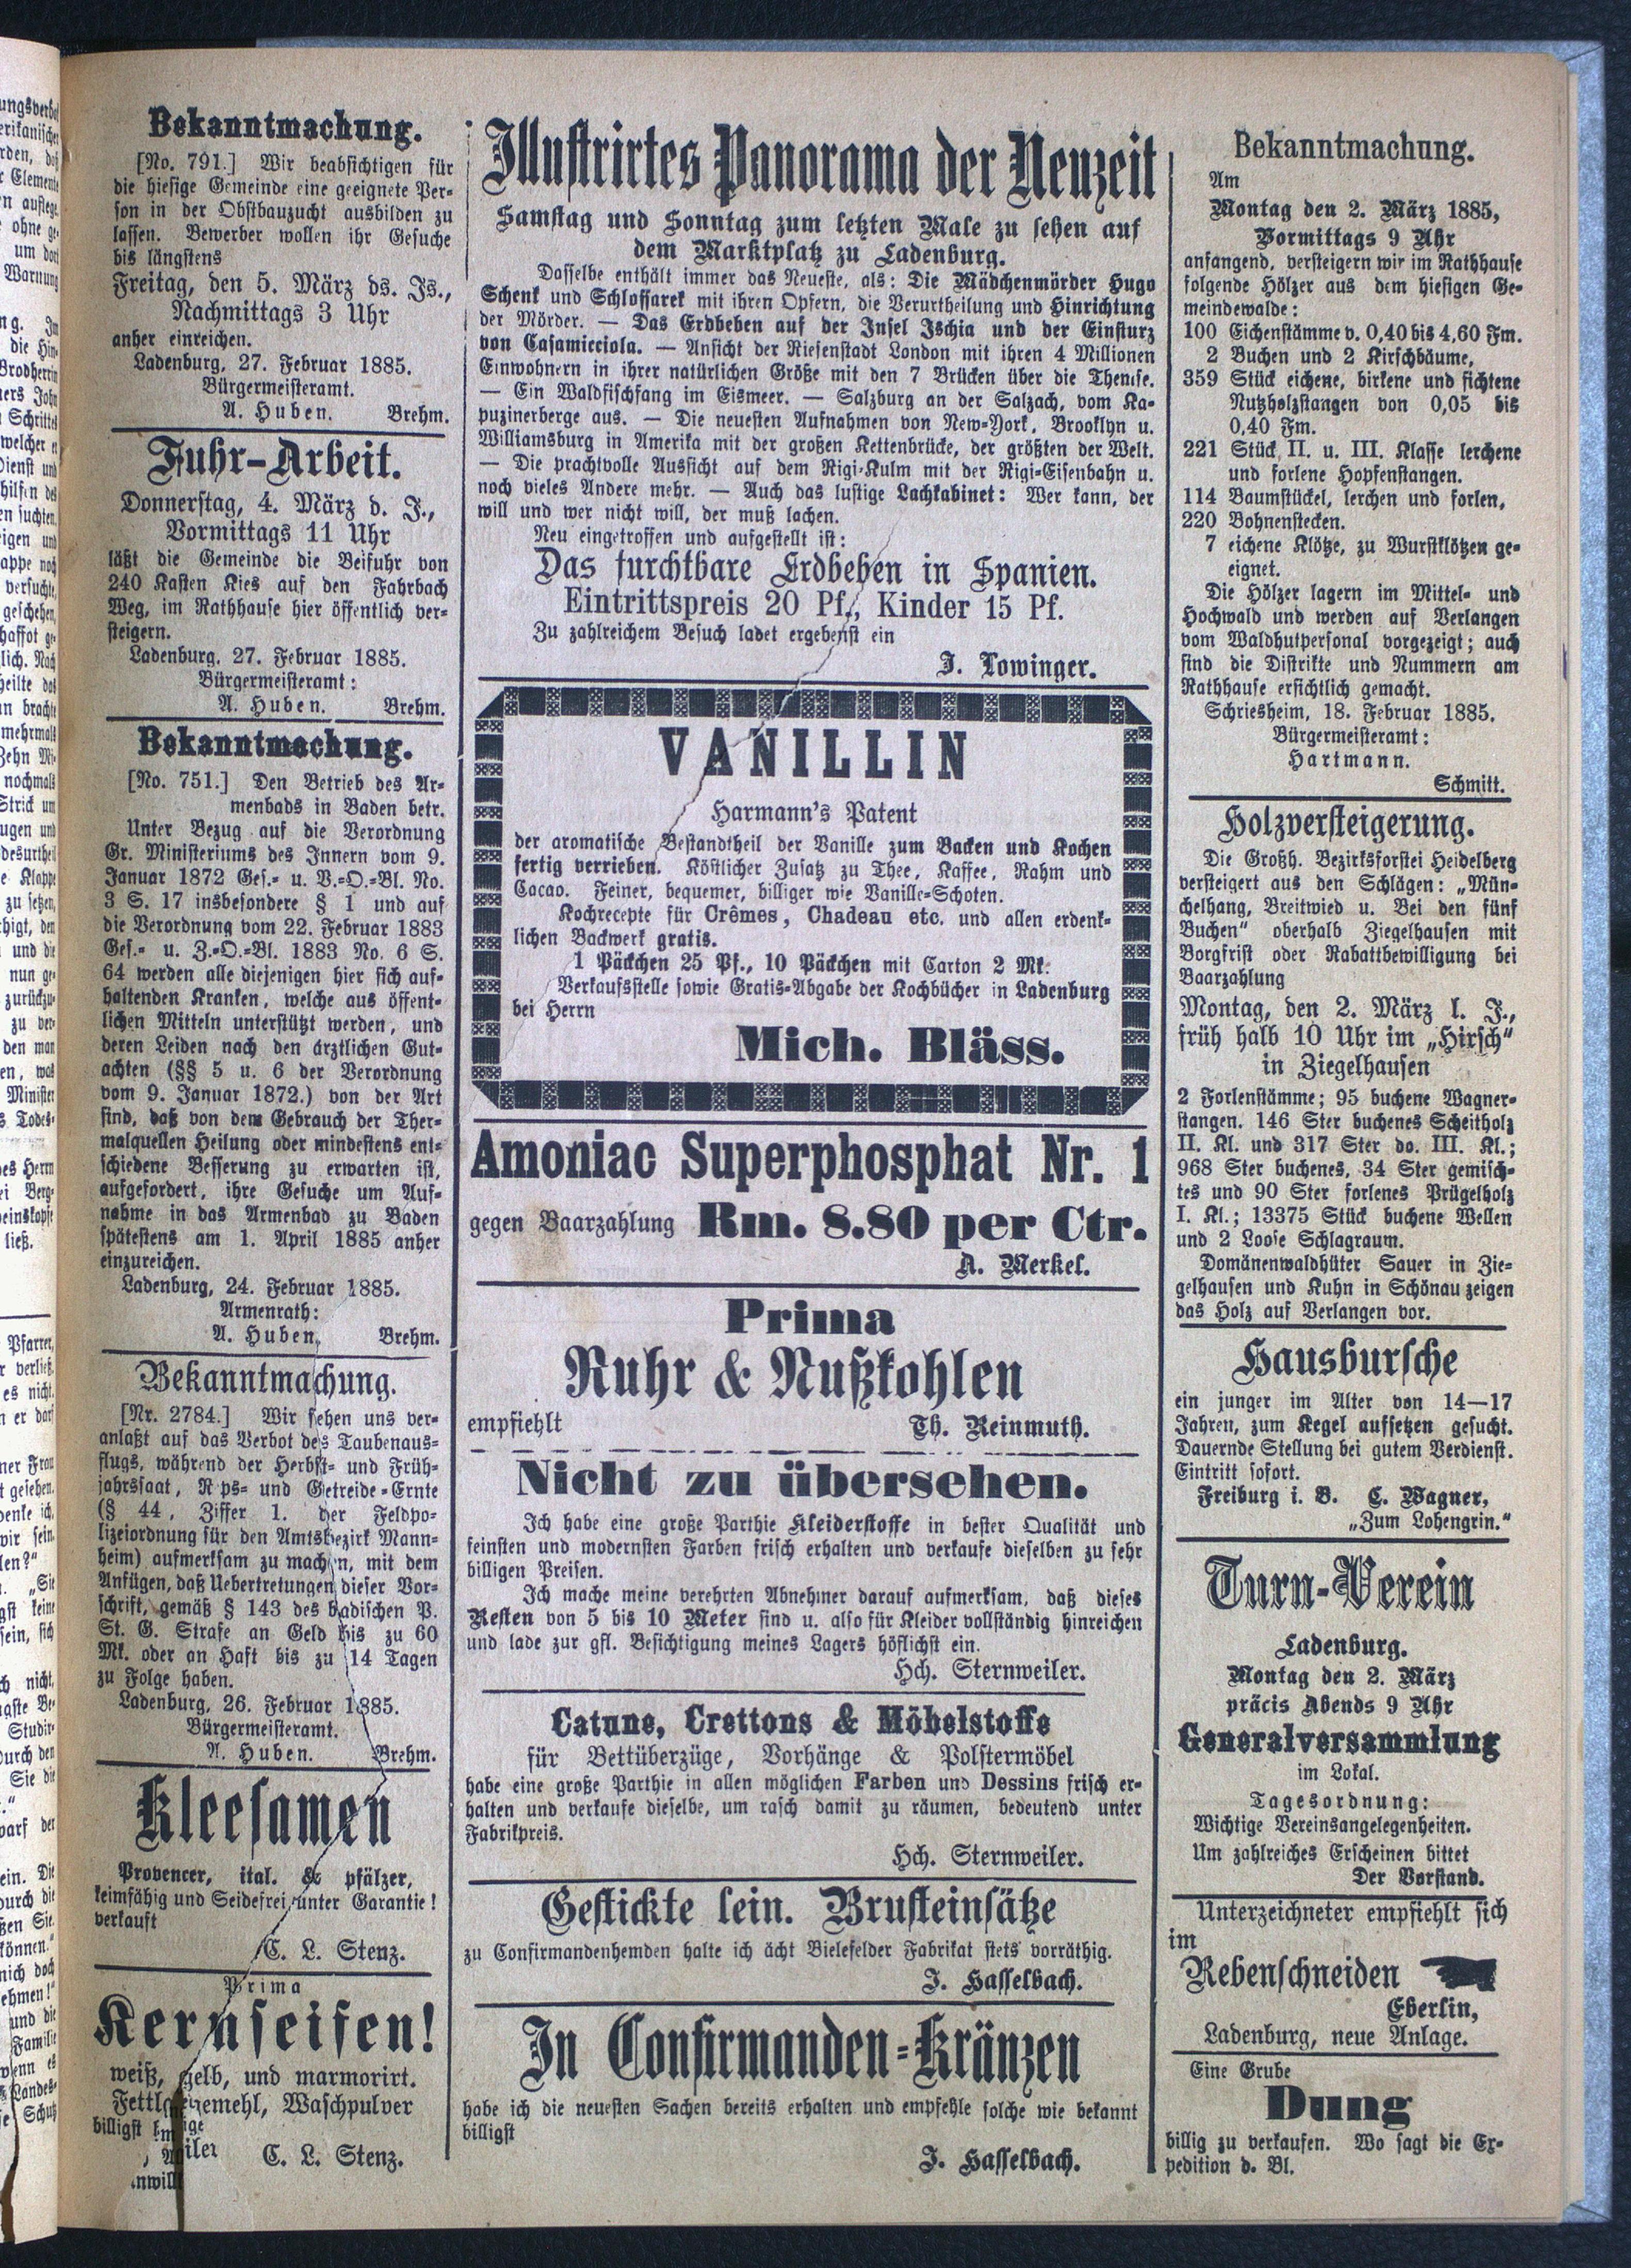 Bekanntmachung.
[No. 791.] Wir beabsichtigen für
die hiesige Gemeinde eine geeignete Per-
son in der Obstbauzucht ausbilden zu
lassen. Bewerber wollen ihr Gesuche
bis längstens
Freitag, den 5. März ds. Js.,
Nachmittags 3 Uhr
anher einreichen.
Ladenburg, 27. Februar 1885.
Bürgermeisteramt.
A. Huben. Brehm.
Fuhr-Arbeit.
Donnerstag, 4. März d. J.,
Vormittags 11 Uhr
läßt die Gemeinde die Beifuhr von
240 Kasten Kies auf den Fahrbach
Weg, im Rathhause hier öffentlich ver-
steigern.
Ladenburg, 27. Februar 1885.
Bürgermeisteramt:
A. Huben. Brehm.
Bekanntmachung.
[No. 751.] Den Betrieb des Ar-
menbads in Baden betr.
Unter Bezug auf die Verordnung
Gr. Ministeriums des Innern vom 9.
Januar 1872 Ges.- u. V.-O.-Bl. No.
3 S. 17 insbesondere § 1 und auf
die Verordnung vom 22. Februar 1883
Ges.- u. Z.-O.-Bl. 1883 No. 6 S.
64 werden alle diejenigen hier sich auf-
haltenden Kranken, welche aus öffent-
lichen Mitteln unterstützt werden, und
deren Leiden nach den ärztlichen Gut-
achten (§§ 5 u. 6 der Verordnung
vom 9. Januar 1872.) von der Art
sind, daß von dem Gebrauch der Ther-
malquellen Heilung oder mindestens ent-
schiedene Besserung zu erwarten ist,
aufgefordert, ihre Gesuche um Auf-
nahme in das Armenbad zu Baden
spätestens am 1. April 1885 anher
einzureichen.
Ladenburg, 24. Februar 1885.
Armenrath:
A. Huben. Brehm.
Bekanntmachung.
[Nr. 2784.] Wir sehen uns ver-
anlaßt auf das Verbot des Taubenaus-
flugs, während der Herbst- und Früh-
jahrssaat, Reps- und Getreide-Ernte
(§ 44, Ziffer 1. der Feldpo-
lizeiordnung für den Amtsbezirk Mann-
heim) aufmerksam zu machen, mit dem
Anfügen, daß Uebertretungen dieser Vor-
schrift, gemäß § 143 des badischen P.
St. G. Strafe an Geld bis zu 60
Mk. oder an Haft bis zu 14 Tagen
zu Folge haben.
Ladenburg, 26. Februar 1885.
Bürgermeisteramt.
A. Huben. Brehm.
Kleesamen
Provencer, ital. & pfälzer,
keimfähig und Seidefrei unter Garantie!
verkauft
C. L. Stenz.
Prima
Kernseifen!
weiß, gelb, und marmorirt.
Waschpulver
billigst
C. L. Stenz.
Illustrirtes Panorama der Neuzeit
Samstag und Sonntag zum letzten Male zu sehen auf
dem Marktplatz zu Ladenburg.
Dasselbe enthält immer das Neueste, als: Die Mädchenmörder Hugo
Schenk und Schlossarek mit ihren Opfern, die Verurtheilung und Hinrichtung
der Mörder. — Das Erdbeben auf der Insel Ischia und der Einsturz
von Casamicciola. — Ansicht der Riesenstadt London mit ihren 4 Millionen
Einwohnern in ihrer natürlichen Größe mit den 7 Brücken über die Themse.
— Ein Waldfischfang im Eismeer. — Salzburg an der Salzach, vom Ka-
puzinerberge aus. — Die neuesten Aufnahmen von New-York, Brooklyn u.
Williamsburg in Amerika mit der großen Kettenbrücke, der größten der Welt.
— Die prachtvolle Aussicht auf dem Rigi-Kulm mit der Rigi-Eisenbahn u.
noch vieles Andere mehr. — Auch das lustige Lachkabinet: Wer kann, der
will und wer nicht will, der muß lachen.
Neu eingetroffen und aufgestellt ist:
Das furchtbare Erdbeben in Spanien.
Eintrittspreis 20 Pf., Kinder 15 Pf.
Zu zahlreichem Besuch ladet ergebenst ein
J. Lowinger.
VANILLIN
Harmann's Patent
der aromatische Bestandtheil der Vanille zum Backen und Kochen
fertig verrieben. Köstlicher Zusatz zu Thee, Kaffee, Rahm und
Cacao. Feiner, bequemer, billiger wie Vanille-Schoten.
Kochrecepte für Crêmes, Chadeau etc. und allen erdenk-
lichen Backwerk gratis.
1 Päckchen 25 Pf., 10 Päckchen mit Carton 2 Mk.
Verkaufsstelle sowie Gratis-Abgabe der Kochbücher in Ladenburg
bei Herrn
Mich. Bläss.
Amoniac Superphosphat Nr. 1
gegen Baarzahlung Rm. 8.80 per Ctr.
A. Merkel.
Prima
Ruhr & Nußkohlen
empfiehlt Th. Reinmuth.
Nicht zu übersehen.
Ich habe eine große Parthie Kleiderstoffe in bester Qualität und
feinsten und modernsten Farben frisch erhalten und verkaufe dieselben zu sehr
billigen Preisen.
Ich mache meine verehrten Abnehmer darauf aufmerksam, daß dieses
Resten von 5 bis 10 Meter sind u. also für Kleider vollständig hinreichen
und lade zur gfl. Besichtigung meines Lagers höflichst ein.
Hch. Sternweiler.
Catune, Crettons & Möbelstoffe
für Bettüberzüge, Vorhänge & Polstermöbel
habe eine große Parthie in allen möglichen Farben und Dessins frisch er-
halten und verkaufe dieselbe, um rasch damit zu räumen, bedeutend unter
Fabrikpreis.
Hch. Sternweiler.
Gestickte lein. Brusteinsätze
zu Confirmandenhemden halte ich ächt Bielefelder Fabrikat stets vorräthig.
J. Hasselbach.
In Confirmanden-Kränzen
habe ich die neuesten Sachen bereits erhalten und empfehle solche wie bekannt
billigst
J. Hasselbach.
Bekanntmachung.
Am
Montag den 2. März 1885,
Vormittags 9 Uhr
anfangend, versteigern wir im Rathhause
folgende Hölzer aus dem hiesigen Ge-
meindewalde:
100 Eichenstämme v. 0,40 bis 4,60 Fm.
2 Buchen und 2 Kirschbäume,
359 Stück eichene, birkene und fichtene
Nutzholzstangen von 0,05 bis
0,40 Fm.
221 Stück II. u. III. Klasse lerchene
und forlene Hopfenstangen.
114 Baumstückel, lerchen und forlen,
220 Bohnenstecken.
7 eichene Klötze, zu Wurstklötzen ge-
eignet.
Die Hölzer lagern im Mittel- und
Hochwald und werden auf Verlangen
vom Waldhutpersonal vorgezeigt; auch
sind die Distrikte und Nummern am
Rathhause ersichtlich gemacht.
Schriesheim, 18. Februar 1885.
Bürgermeisteramt:
Hartmann.
Schmitt.
Holzversteigerung.
Die Großh. Bezirksforstei Heidelberg
versteigert aus den Schlägen: „Mün-
chelhang, Breitwied u. Bei den fünf
Buchen“ oberhalb Ziegelhausen mit
Borgfrist oder Rabattbewilligung bei
Baarzahlung
Montag, den 2. März l. J.,
früh halb 10 Uhr im „Hirsch“
in Ziegelhausen
2 Forlenstämme; 95 buchene Wagner-
stangen. 146 Ster buchenes Scheitholz
II. Kl. und 317 Ster do. III. Kl.;
968 Ster buchenes, 34 Ster gemisch-
tes und 90 Ster forlenes Prügelholz
I. Kl.; 13375 Stück buchene Wellen
und 2 Loose Schlagraum.
Domänenwaldhüter Sauer in Zie-
gelhausen und Kuhn in Schönau zeigen
das Holz auf Verlangen vor.
Hausbursche
ein junger im Alter von 14—17
Jahren, zum Kegel aufsetzen gesucht.
Dauernde Stellung bei gutem Verdienst.
Eintritt sofort.
Freiburg i. B. C. Wagner,
„Zum Lohengrin.“
Turn-Verein
Ladenburg.
Montag den 2. März
präcis Abends 9 Uhr
Generalversammlung
im Lokal.
Tagesordnung:
Wichtige Vereinsangelegenheiten.
Um zahlreiches Erscheinen bittet
Der Vorstand.
Unterzeichneter empfiehlt sich
im
Rebenschneiden
Eberlin,
Ladenburg, neue Anlage.
Eine Grube
Dung
billig zu verkaufen. Wo sagt die Ex-
pedition d. Bl.